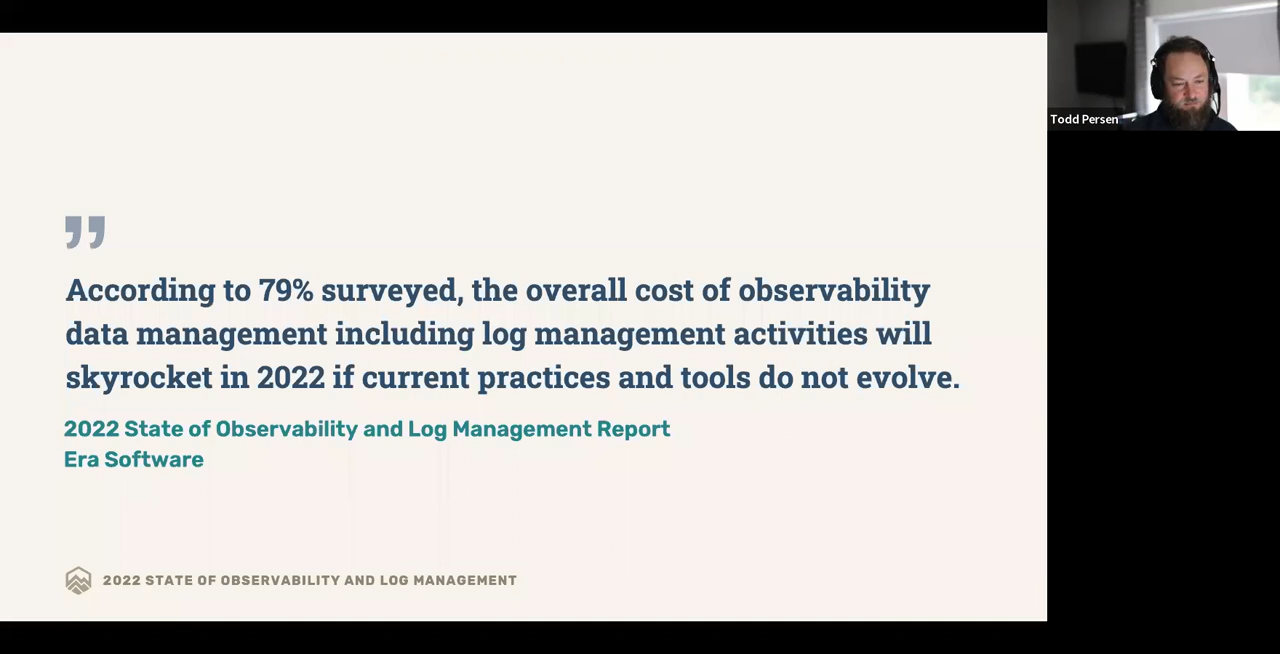 Todd Persen
”
According to 79% surveyed, the overall cost of observability
data management including log management activities will
skyrocket in 2022 if current practices and tools do not evolve.
2022 State of Observability and Log Management Report
Era Software
2022 STATE OF OBSERVABILITY AND LOG MANAGEMENT